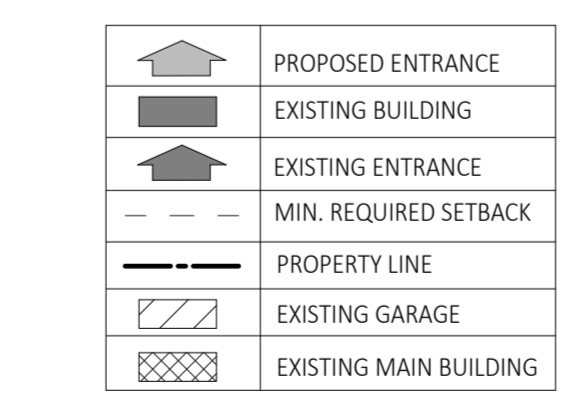 PROPOSED ENTRANCE
EXISTING BUILDING
EXISTING ENTRANCE
MIN. REQUIRED SETBACK
PROPERTY LINE
EXISTING GARAGE
EXISTING MAIN BUILDING